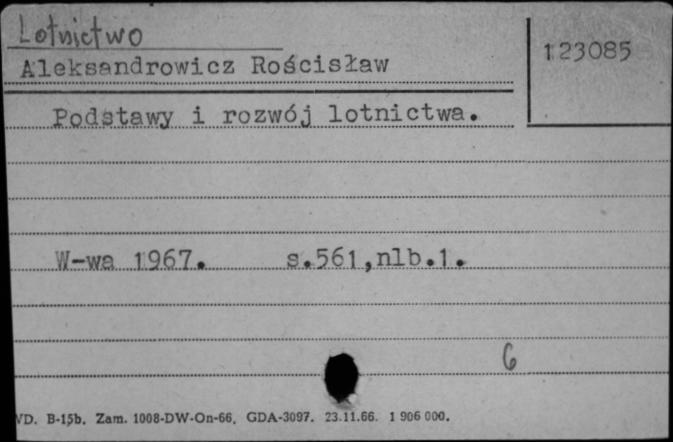 Lotnictwo
Aleksandrowicz Rościsław
123085
Podstawy i rozwój lotnictwa.
W-wa 1967. s.561,nlb.1.
6
VD. B-15b. Zam. 1008-DW-On-66. GDA-3097. 23.11.66. 1 906 000.